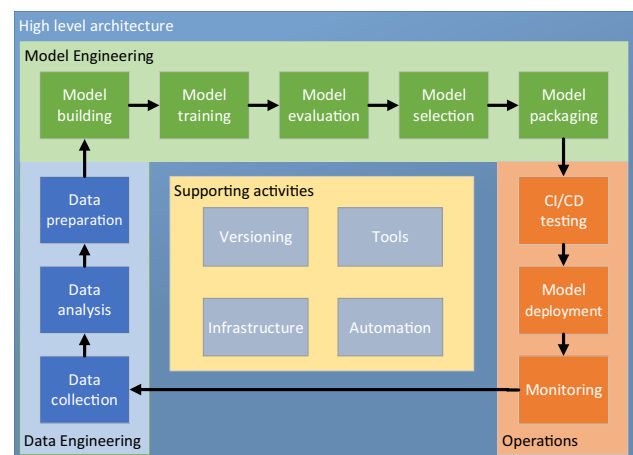 High level architecture
Model Engineering
Model
building
Model
training
Model
evaluation
Model
selection
Model
packaging
Data
preparation
Data
analysis
Data
collection
Data Engineering
Supporting activities
Versioning
Tools
Infrastructure
Automation
CI/CD
testing
Model
deployment
Monitoring
Operations